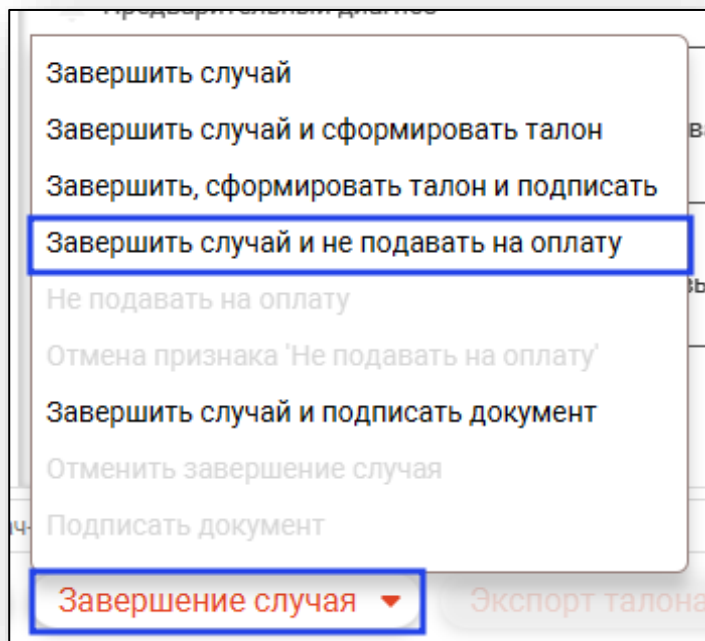 Предварительный диагноз
Завершить случай
Завершить случай и сформировать талон
Завершить, сформировать талон и подписать
Завершить случай и не подавать на оплату
Не подавать на оплату
Отмена признака 'Не подавать на оплату'
Завершить случай и подписать документ
Отменить завершение случая
Подписать документ
Завершение случая
Экспорт талона